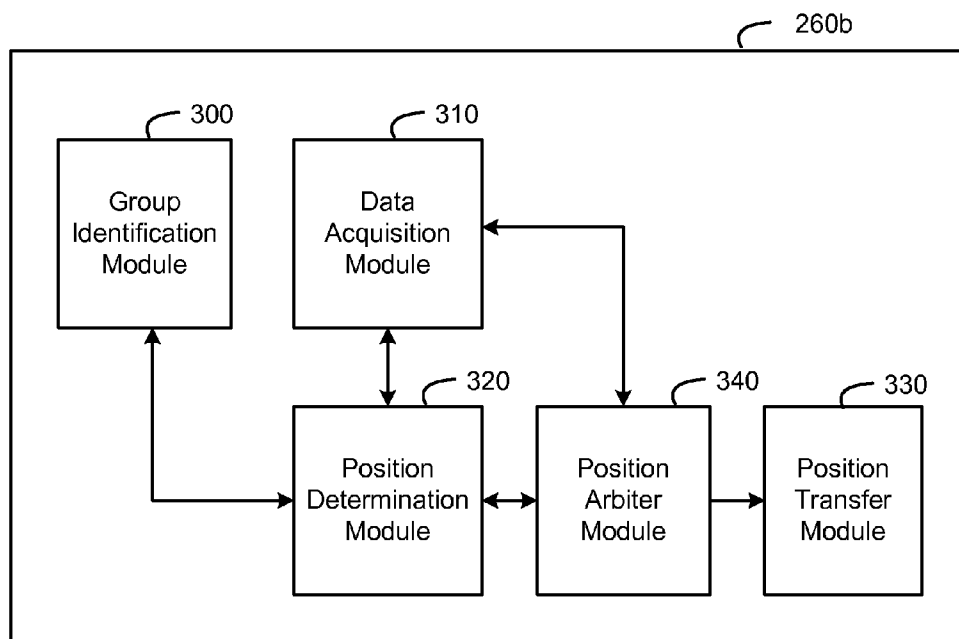 260b
300
310
Group
Identification
Module
Data
Acquisition
Module
320
340
330
Position
Determination
Module
Position
Arbiter
Module
Position
Transfer
Module